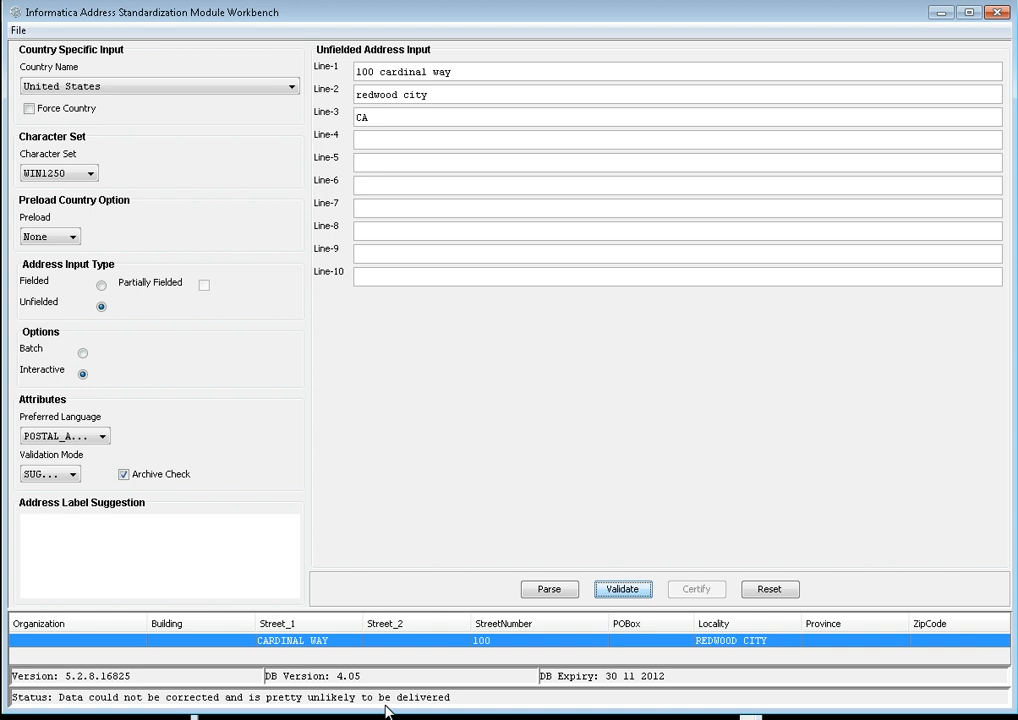 Informatica Address Standardization Module Workbench
File
Country Specific Input
Country Name
United States
Force Country
Character Set
Character Set
WIN1250
Preload Country Option
Preload
None
Address Input Type
Fielded
Partially Fielded
Unfielded
Options
Batch
Interactive
Attributes
Preferred Language
POSTAL_A...
Validation Mode
SUG...
Archive Check
Address Label Suggestion
Unfielded Address Input
Line-1 100 cardinal way
Line-2 redwood city
Line-3 CA
Line-4
Line-5
Line-6
Line-7
Line-8
Line-9
Line-10
Parse Validate Certify Reset
Organization Building Street_1 Street_2 StreetNumber POBox Locality Province ZipCode
CARDINAL WAY 100 REDWOOD CITY
Version: 5.2.8.16825 DB Version: 4.05 DB Expiry: 30 11 2012
Status: Data could not be corrected and is pretty unlikely to be delivered